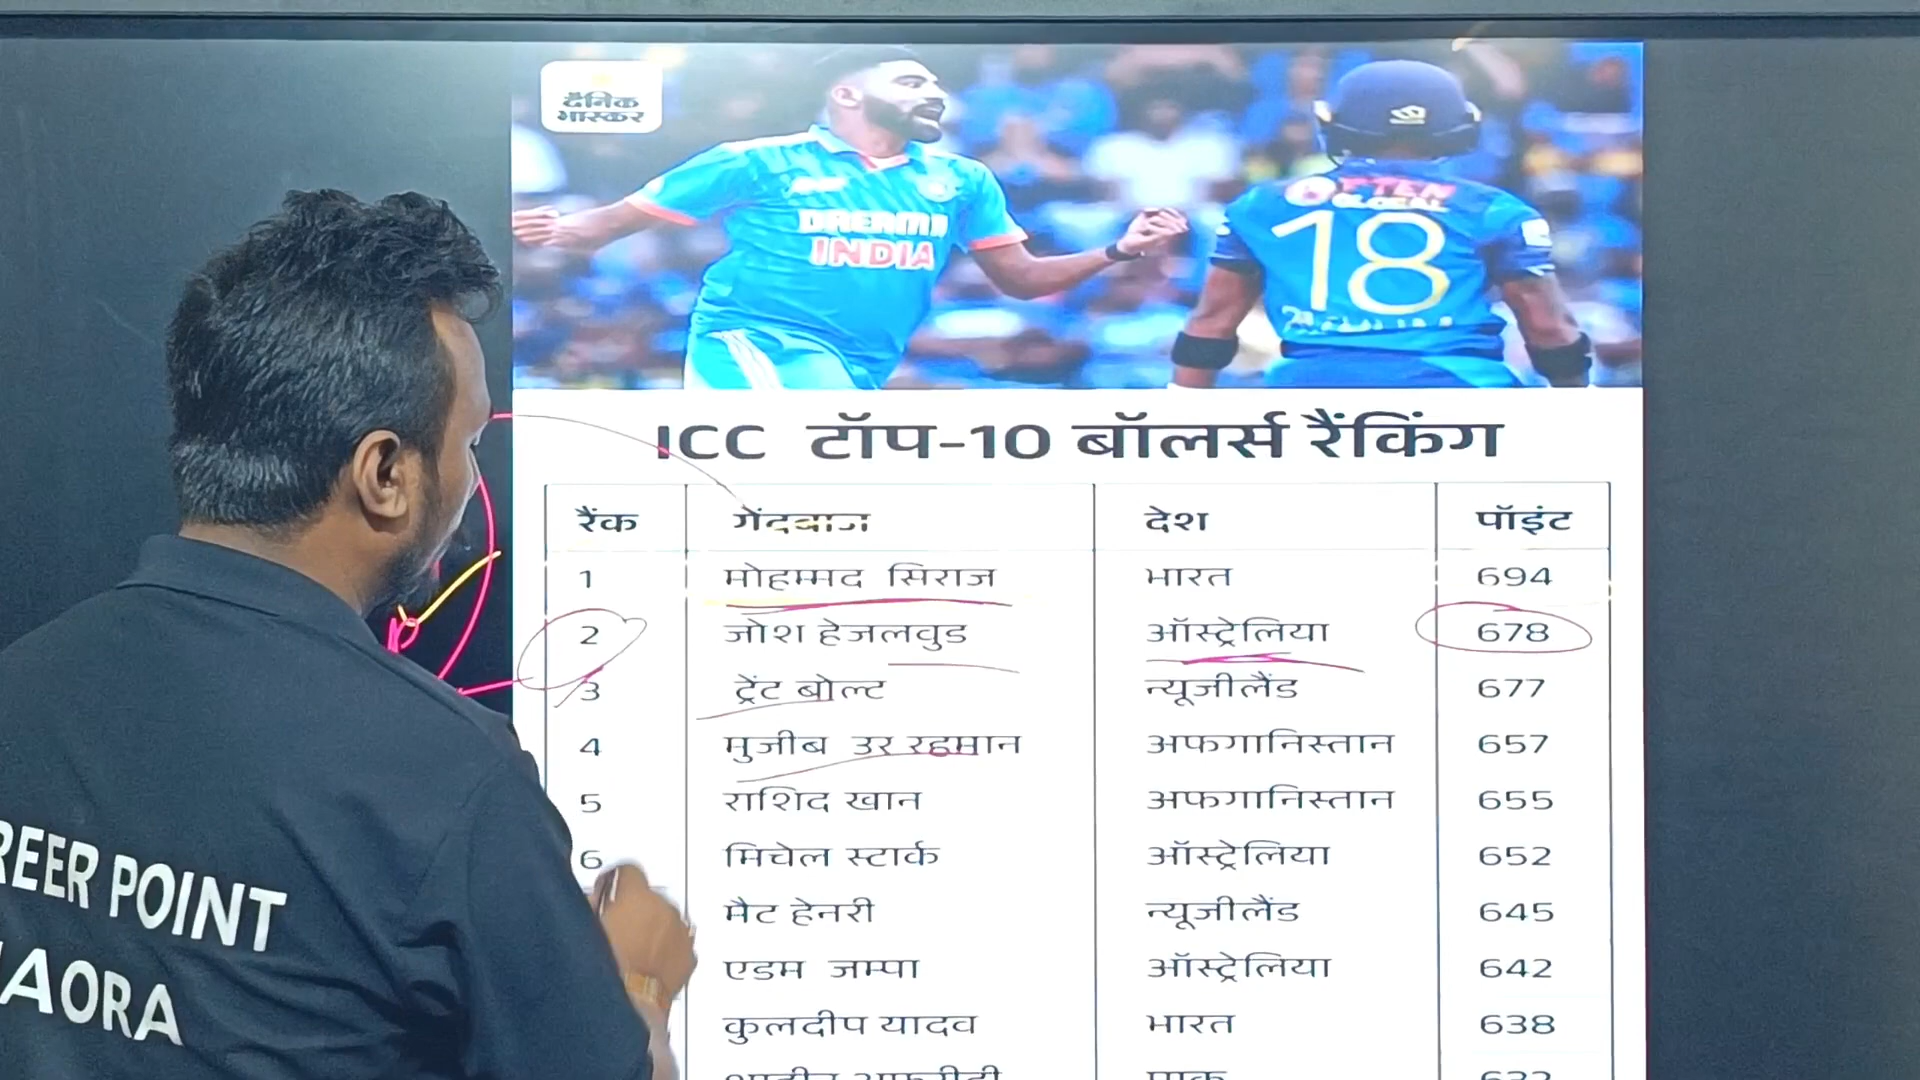 दैनिक
भास्कर
DREAM11
INDIA
18
ICC टॉप-10 बॉलर्स रैंकिंग
रैंक गेंदबाज देश पॉइंट
1 मोहम्मद सिराज भारत 694
2 जोश हेजलवुड ऑस्ट्रेलिया 678
3 ट्रेंट बोल्ट न्यूजीलैंड 677
4 मुजीब उर रहमान अफगानिस्तान 657
5 राशिद खान अफगानिस्तान 655
6 मिचेल स्टार्क ऑस्ट्रेलिया 652
मैट हेनरी न्यूजीलैंड 645
एडम जम्पा ऑस्ट्रेलिया 642
कुलदीप यादव भारत 638
REER POINT
AORA